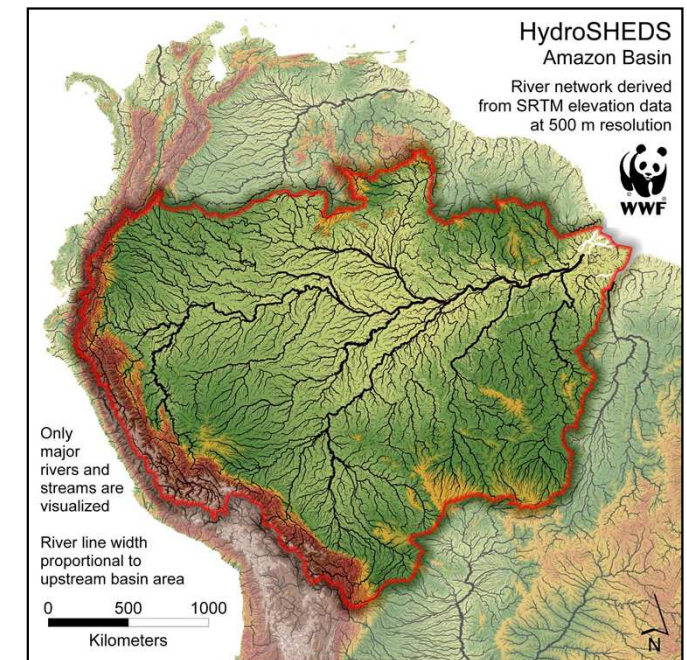 HydroSHEDS
Amazon Basin
River network derived
from SRTM elevation data
at 500 m resolution
WWF
Only
major
rivers and
streams are
visualized
River line width
proportional to
upstream basin area
0 500 1000
Kilometers
N